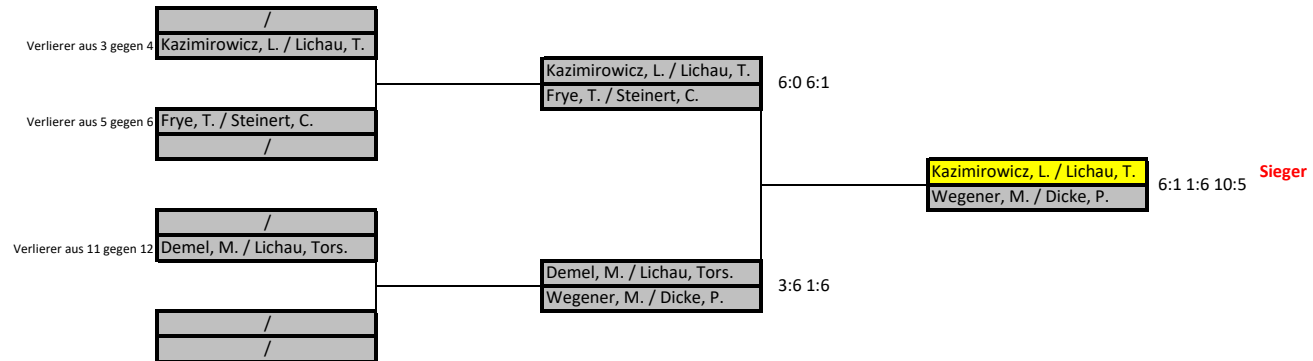 /
Verlierer aus 3 gegen 4 Kazimirowicz, L. / Lichau, T.
Kazimirowicz, L. / Lichau, T. 6:0 6:1
Frye, T. / Steinert, C.
Verlierer aus 5 gegen 6 Frye, T. / Steinert, C.
/
Kazimirowicz, L. / Lichau, T. 6:1 1:6 10:5 Sieger
Wegener, M. / Dicke, P.
/
Verlierer aus 11 gegen 12 Demel, M. / Lichau, Tors.
Demel, M. / Lichau, Tors. 3:6 1:6
Wegener, M. / Dicke, P.
/
/